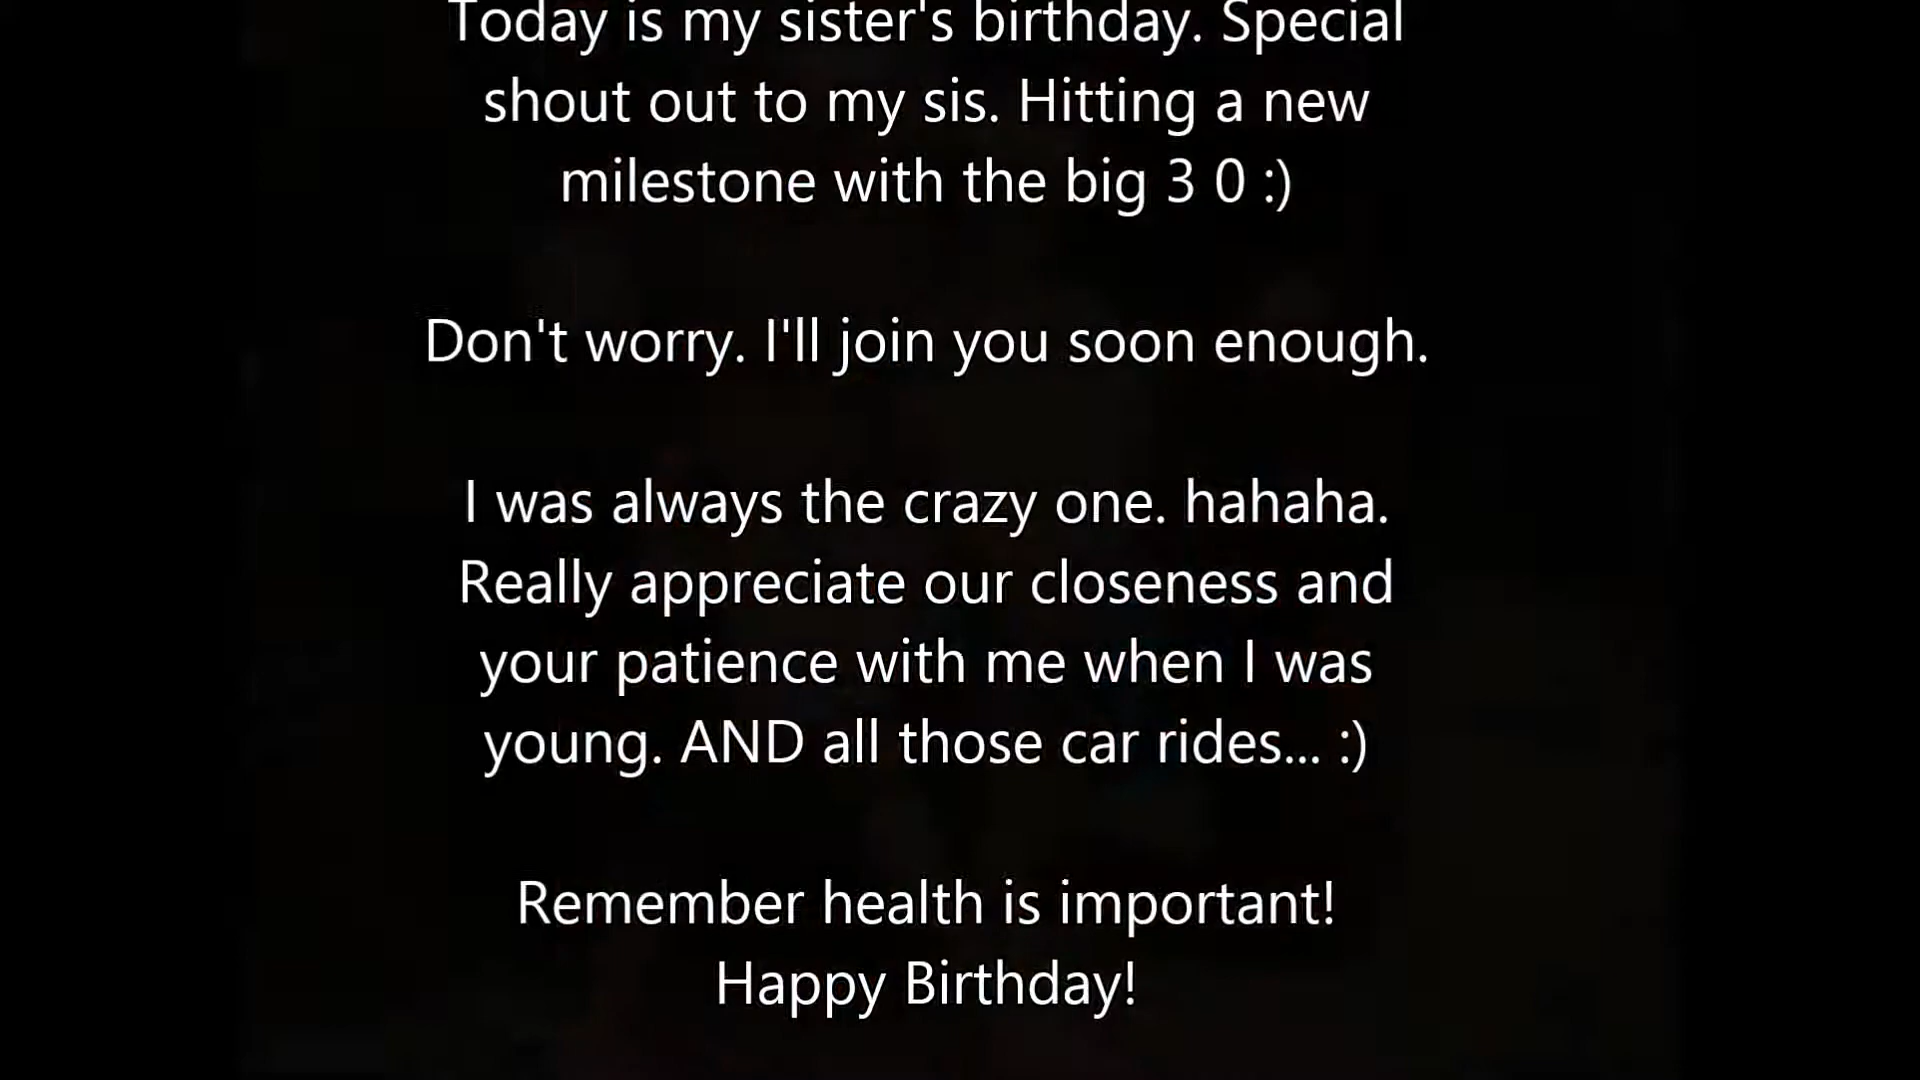 Today is my sister's birthday. Special
shout out to my sis. Hitting a new
milestone with the big 3 0 :)
Don't worry. I'll join you soon enough.
I was always the crazy one. hahaha.
Really appreciate our closeness and
your patience with me when I was
young. AND all those car rides... :)
Remember health is important!
Happy Birthday!